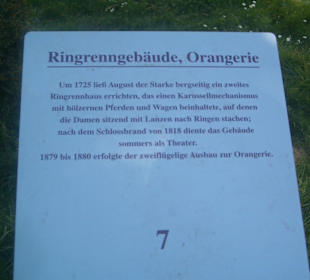 Ringrenngebäude, Orangerie
Um 1725 ließ August der Starke bergseitig ein zweites
Ringrennhaus errichten, das einen Karussellmechanismus
mit hölzernen Pferden und Wagen beinhaltete, auf denen
die Damen sitzend mit Lanzen nach Ringen stachen;
nach dem Schlossbrand von 1818 diente das Gebäude
sommers als Theater.
1879 bis 1880 erfolgte der zweiflügelige Ausbau zur Orangerie.
7